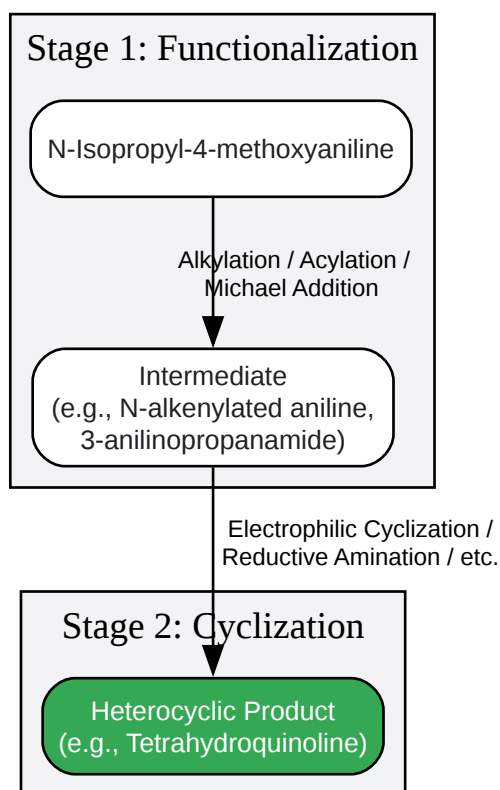 Stage 1: Functionalization
N-Isopropyl-4-methoxyaniline
Alkylation / Acylation /
Michael Addition
Intermediate
(e.g., N-alkenylated aniline,
3-anilinopropanamide)
Electrophilic Cyclization /
Reductive Amination / etc.
Stage 2: Cyclization
Heterocyclic Product
(e.g., Tetrahydroquinoline)